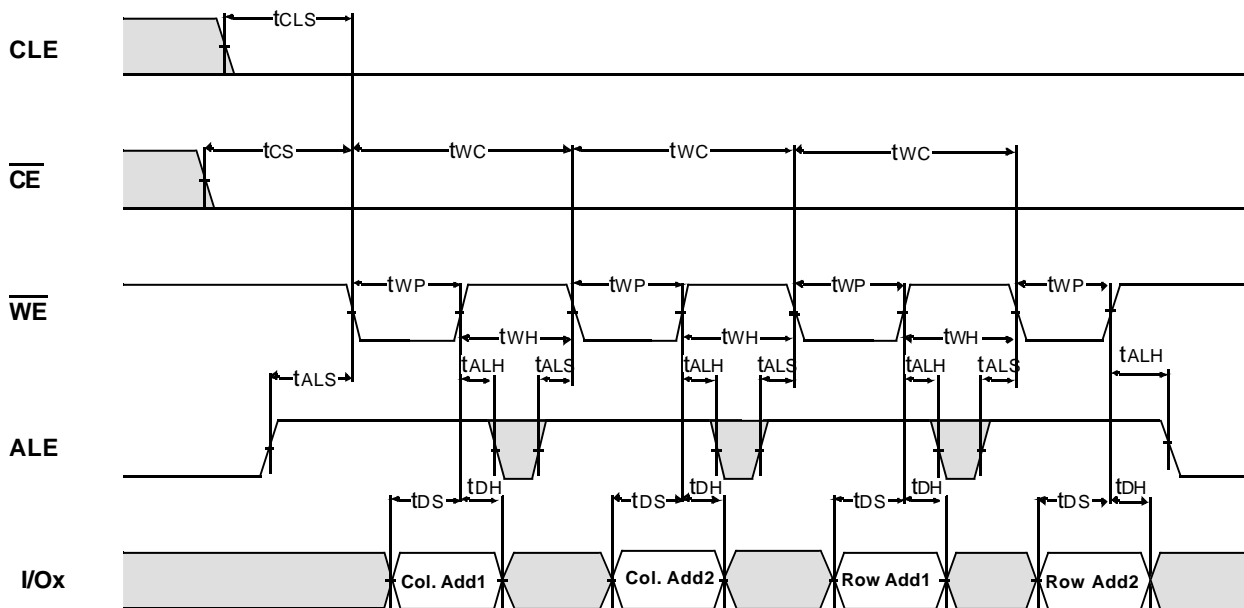 CLE
tCLS
CE
tCS
tWC
tWC
tWC
WE
tWP
tWP
tWP
tWP
tWH
tWH
tWH
tALS
tALH
tALS
tALH
tALS
tALH
tALS
tALH
ALE
tDS
tDH
tDS
tDH
tDS
tDH
tDS
tDH
I/Ox
Col. Add1
Col. Add2
Row Add1
Row Add2